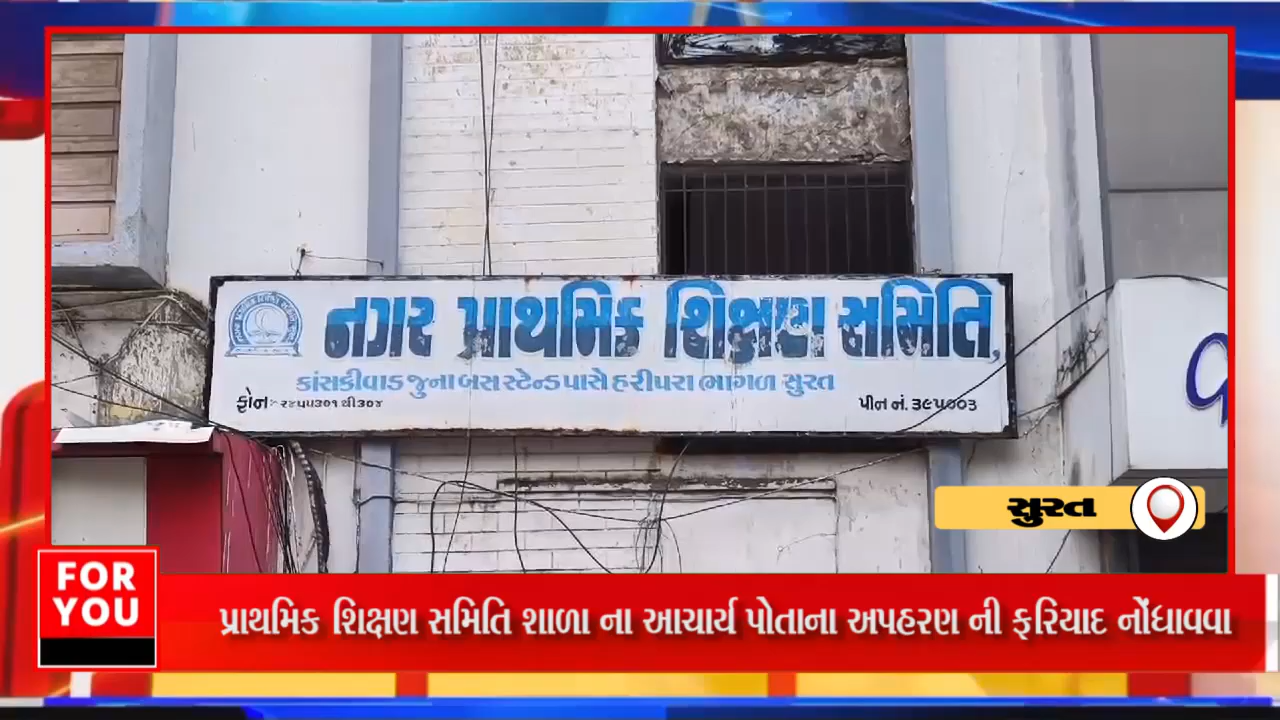 નગર પ્રાથમિક શિક્ષણ સમિતિ,
કાંસકીવાડ જુના બસ સ્ટેન્ડ પાસે હરીપરા ભાગળ સુરત
ફોન:- ૨૪૫૫૩૦૧ થી ૩૦૪
પીન નં. ૩૯૫૦૦૩
સુરત
FOR
YOU
પ્રાથમિક શિક્ષણ સમિતિ શાળા ના આચાર્ય પોતાના અપહરણ ની ફરિયાદ નોંધાવવા